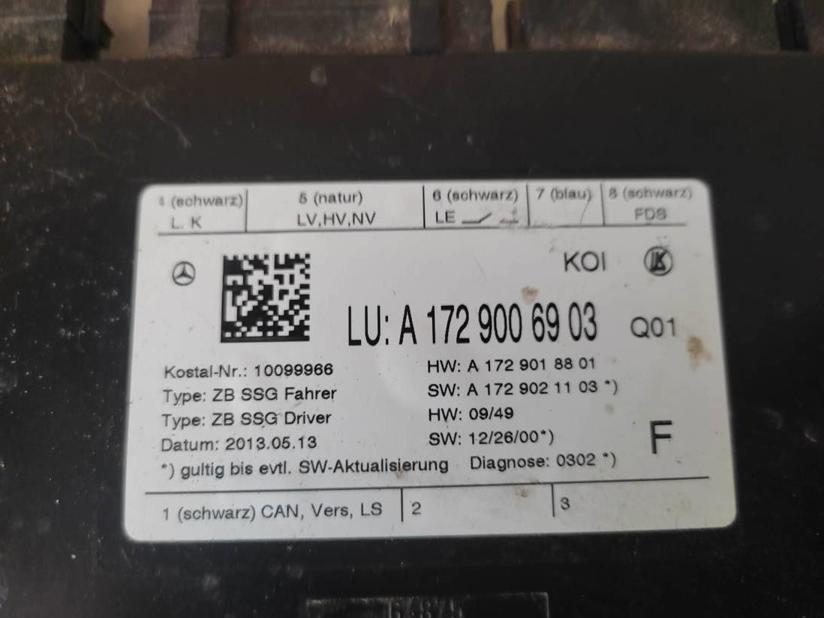 4 (schwarz) 5 (natur) 6 (schwarz) 7 (blau) 8 (schwarz)
L. K LV,HV,NV LE FDS
KOI
LU: A 172 900 69 03 Q01
Kostal-Nr.: 10099966 HW: A 172 901 88 01
Type: ZB SSG Fahrer SW: A 172 902 11 03 *)
Type: ZB SSG Driver HW: 09/49
Datum: 2013.05.13 SW: 12/26/00*) F
*) gultig bis evtl. SW-Aktualisierung Diagnose: 0302 *)
1 (schwarz) CAN, Vers, LS 2 3